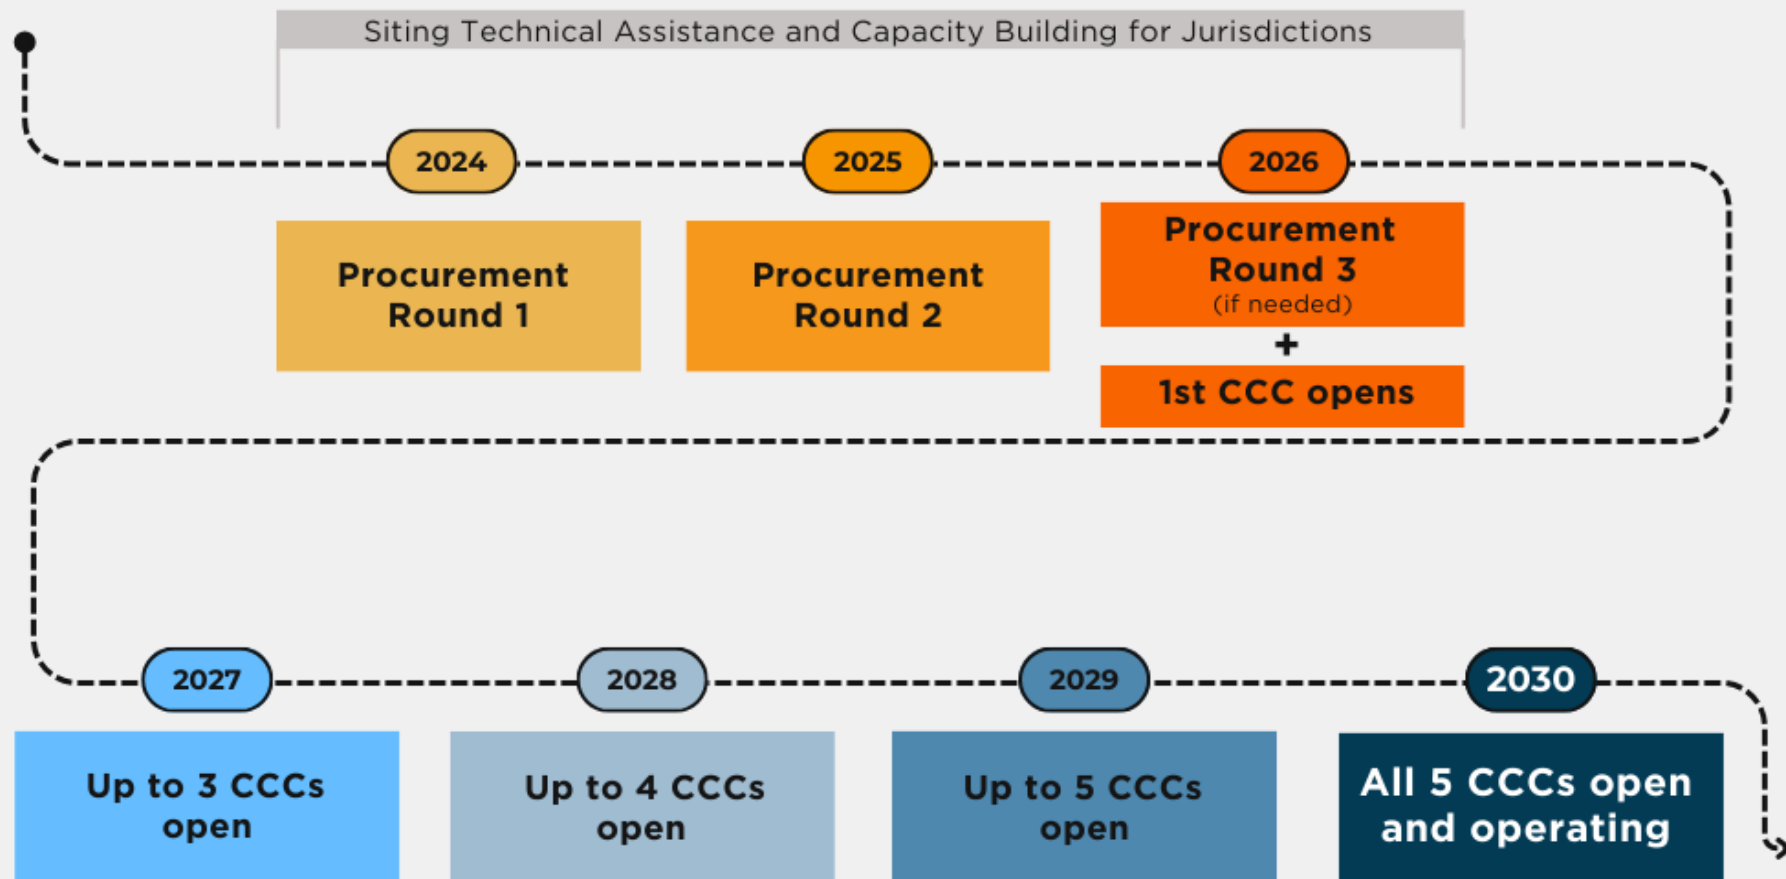 Siting Technical Assistance and Capacity Building for Jurisdictions
2024
2025
2026
Procurement
Round 1
Procurement
Round 2
Procurement
Round 3
(if needed)
+
1st CCC opens
2027
2028
2029
2030
Up to 3 CCCs
open
Up to 4 CCCs
open
Up to 5 CCCs
open
All 5 CCCs open
and operating